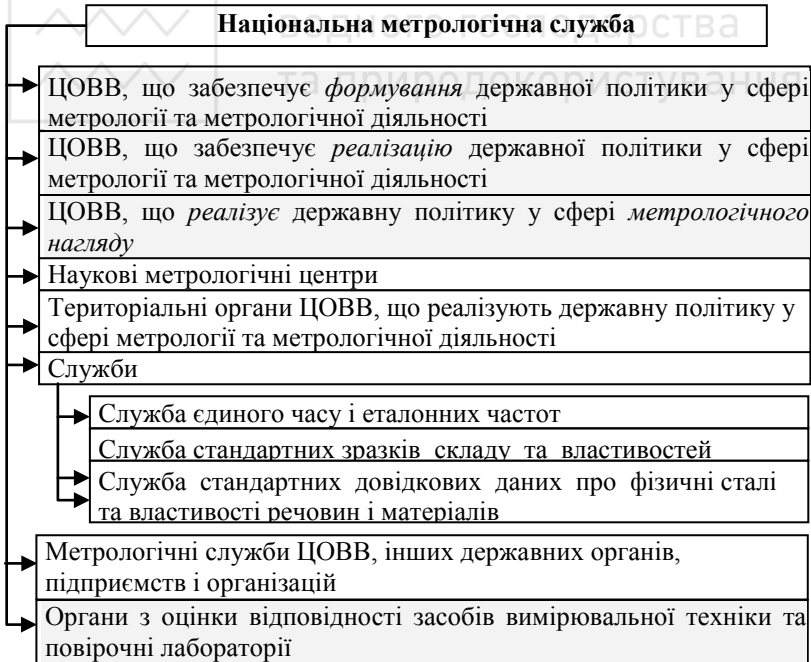 Національна метрологічна служба
водного господарства
та природокористування
ЦОВВ, що забезпечує формування державної політики у сфері
метрології та метрологічної діяльності
ЦОВВ, що забезпечує реалізацію державної політики у сфері
метрології та метрологічної діяльності
ЦОВВ, що реалізує державну політику у сфері метрологічного
нагляду
Наукові метрологічні центри
Територіальні органи ЦОВВ, що реалізують державну політику у
сфері метрології та метрологічної діяльності
Служби
Служба єдиного часу і еталонних частот
Служба стандартних зразків складу та властивостей
Служба стандартних довідкових даних про фізичні сталі
та властивості речовин і матеріалів
Метрологічні служби ЦОВВ, інших державних органів,
підприємств і організацій
Органи з оцінки відповідності засобів вимірювальної техніки та
повірочні лабораторії